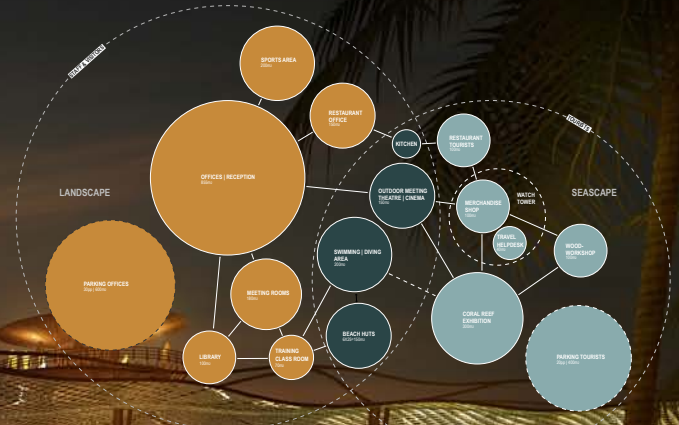 STAFF & VISITORS
SPORTS AREA
RESTAURANT
OFFICE
KITCHEN
RESTAURANT
TOURISTS
TOURISTS
OFFICES | RECEPTION
LANDSCAPE
OUTDOOR MEETING
THEATRE | CINEMA
MERCHANDISE
SHOP
WATCH
TOWER
SEASCAPE
TRAVEL
HELPDESK
WOOD-
WORKSHOP
SWIMMING | DIVING
AREA
PARKING OFFICES
MEETING ROOMS
CORAL REEF
EXHIBITION
BEACH HUTS
LIBRARY
TRAINING
CLASS ROOM
PARKING TOURISTS